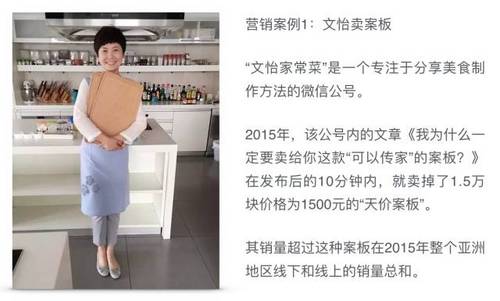 营销案例1：文怡卖案板
“文怡家常菜”是一个专注于分享美食制
作方法的微信公号。
2015年，该公号内的文章《我为什么一
定要卖给你这款“可以传家”的案板？》
在发布后的10分钟内，就卖掉了1.5万
块价格为1500元的“天价案板”。
其销量超过这种案板在2015年整个亚洲
地区线下和线上的销量总和。